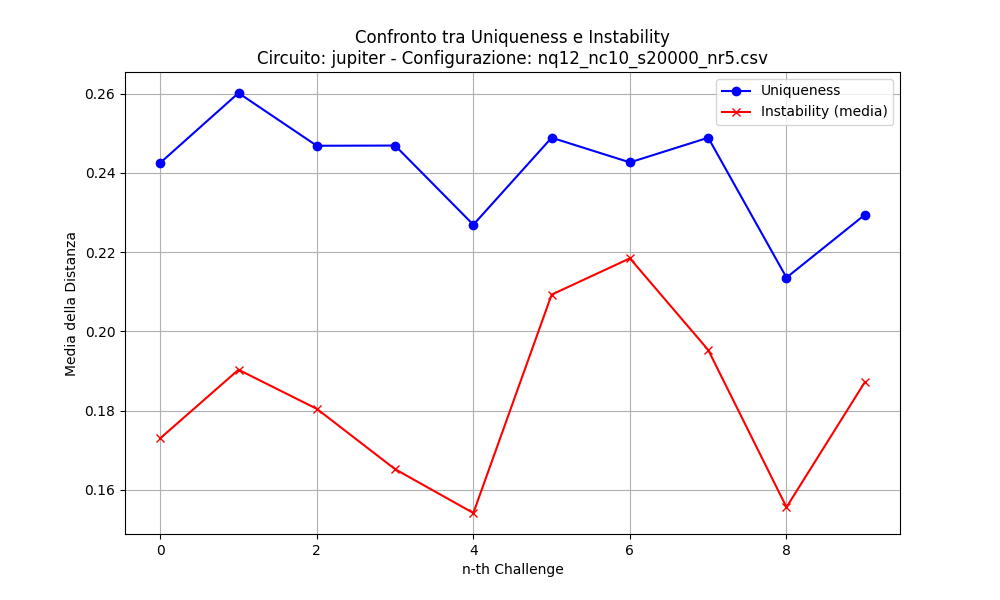 Confronto tra Uniqueness e Instability
Circuito: jupiter - Configurazione: nq12_nc10_s20000_nr5.csv
Uniqueness
Instability (media)
Media della Distanza
0.26
0.24
0.22
0.20
0.18
0.16
0 2 4 6 8
n-th Challenge